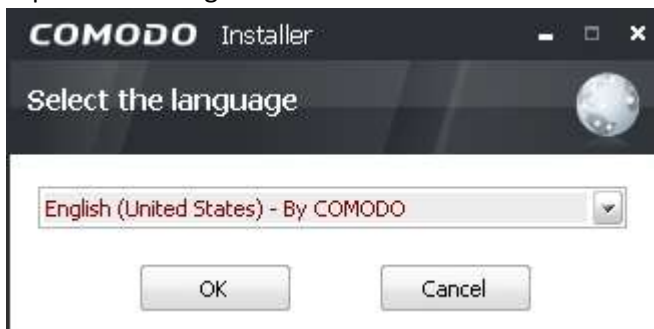 COMODO Installer
Select the language
English (United States) - By COMODO
OK Cancel